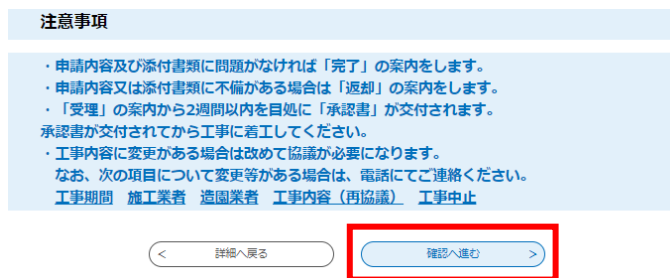 注意事項
・申請内容及び添付書類に問題がなければ「完了」の案内をします。
・申請内容又は添付書類に不備がある場合は「返却」の案内をします。
・「受理」の案内から2週間以内を目処に「承認書」が交付されます。
承認書が交付されてから工事に着工してください。
・工事内容に変更がある場合は改めて協議が必要になります。
なお、次の項目について変更等がある場合は、電話にてご連絡ください。
工事期間　施工業者　造園業者　工事内容（再協議）　工事中止
< 詳細へ戻る
確認へ進む >